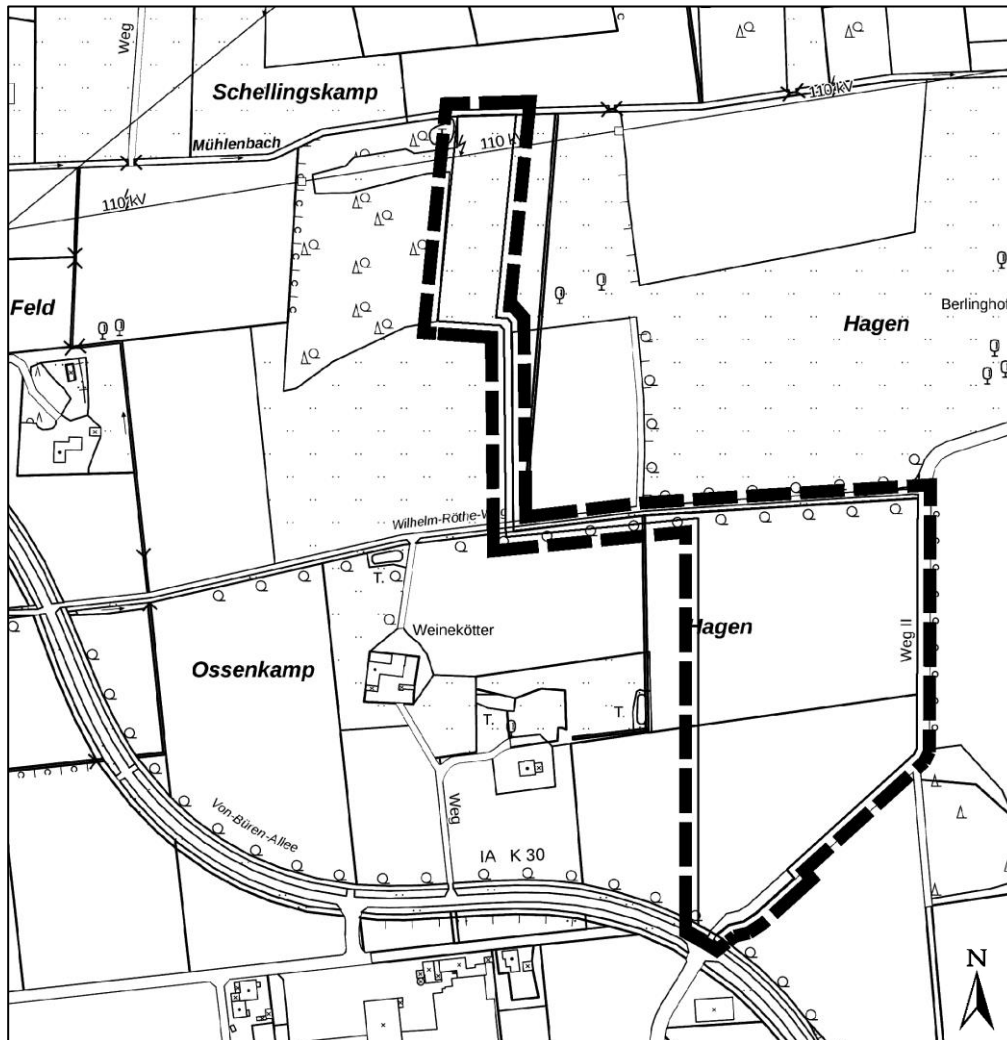 Weg
Schellingskamp
Mühlenbach
110 kV
110 kV
110 kV
Feld
Hagen
Wilhelm-Röthe-Weg
T.
Weinekötter
Hagen
Weg II
Ossenkamp
T.
T.
Von-Büren-Allee
Weg
IA K 30
N